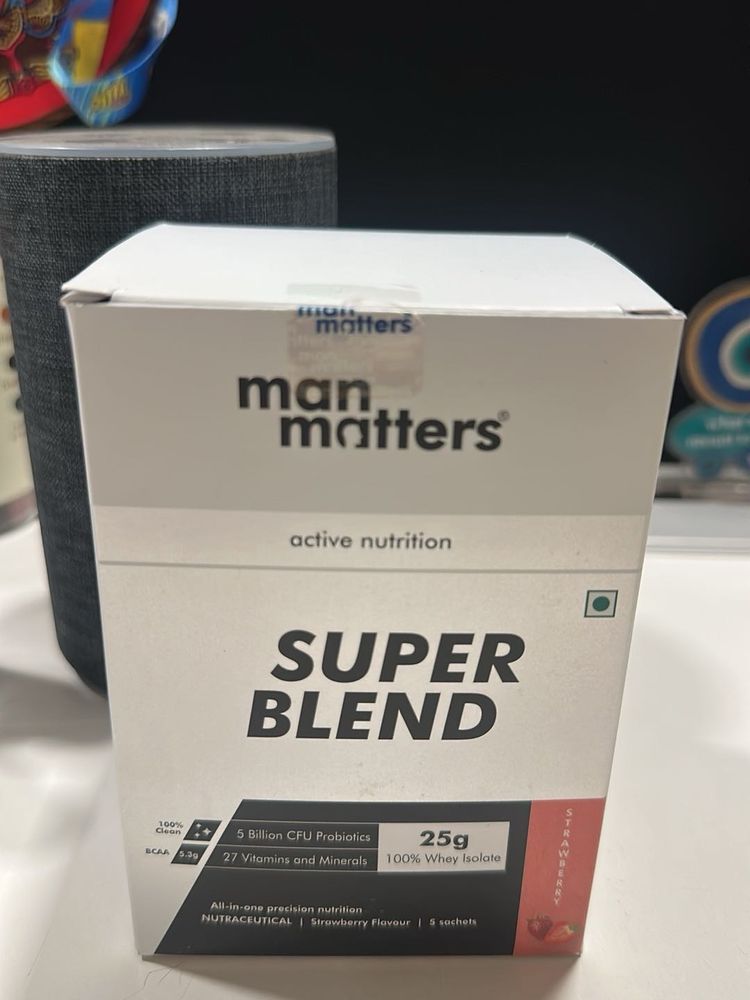 man
matters
man
matters®
active nutrition
SUPER
BLEND
100%
Clean
BCAA 5.3g
5 Billion CFU Probiotics
27 Vitamins and Minerals
25g
100% Whey Isolate
All-in-one precision nutrition
NUTRACEUTICAL | Strawberry Flavour | 5 sachets
STRAWBERRY